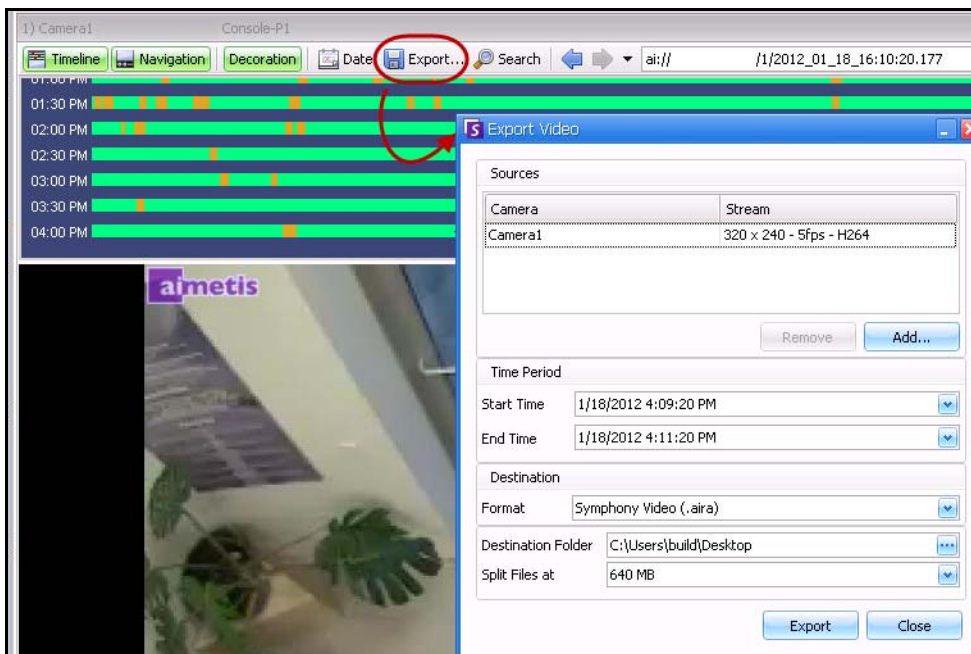 1) Camera1 Console-P1
Timeline Navigation Decoration Date Export... Search ai:// /1/2012_01_18_16:10:20.177
01:00 PM
01:30 PM
02:00 PM
02:30 PM
03:00 PM
03:30 PM
04:00 PM
aimetis
Export Video
Sources
Camera Stream
Camera1 320 x 240 - 5fps - H264
Remove Add...
Time Period
Start Time 1/18/2012 4:09:20 PM
End Time 1/18/2012 4:11:20 PM
Destination
Format Symphony Video (.aira)
Destination Folder C:\Users\build\Desktop
Split Files at 640 MB
Export Close